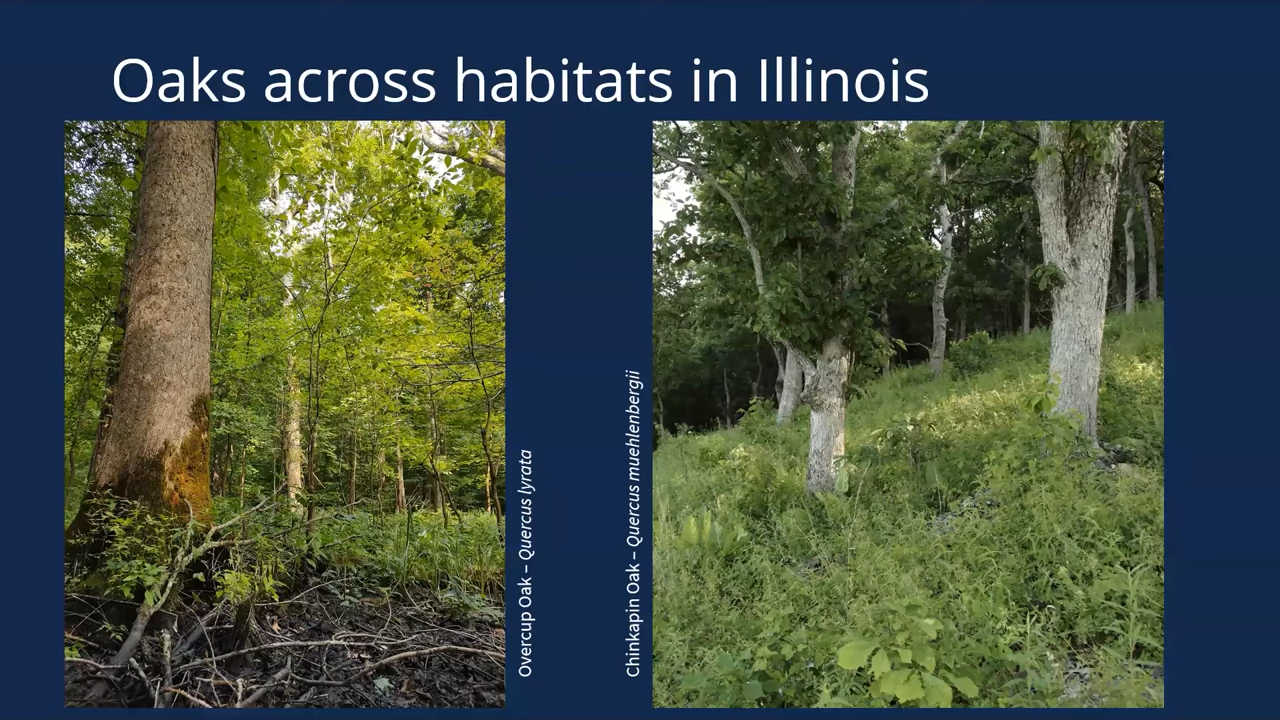 Oaks across habitats in Illinois
Overcup Oak – Quercus lyrata
Chinkapin Oak – Quercus muehlenbergii